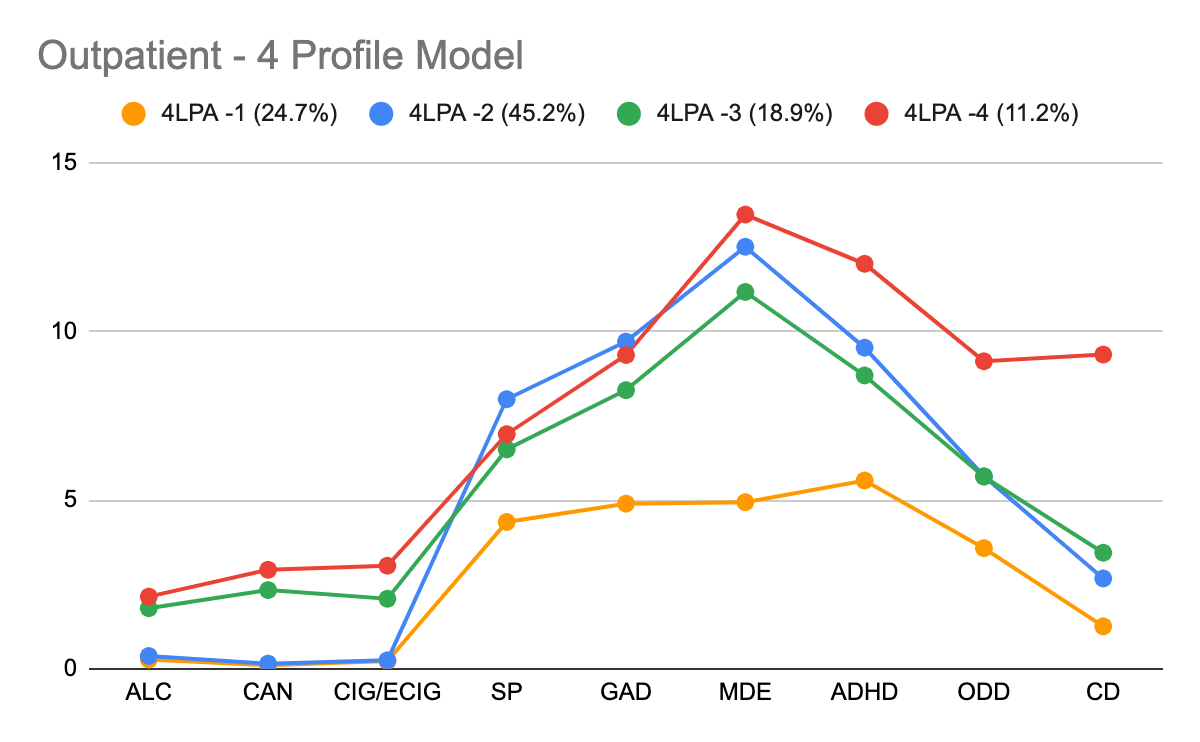 Outpatient - 4 Profile Model
4LPA -1 (24.7%) 4LPA -2 (45.2%) 4LPA -3 (18.9%) 4LPA -4 (11.2%)
15
10
5
0
ALC CAN CIG/ECIG SP GAD MDE ADHD ODD CD